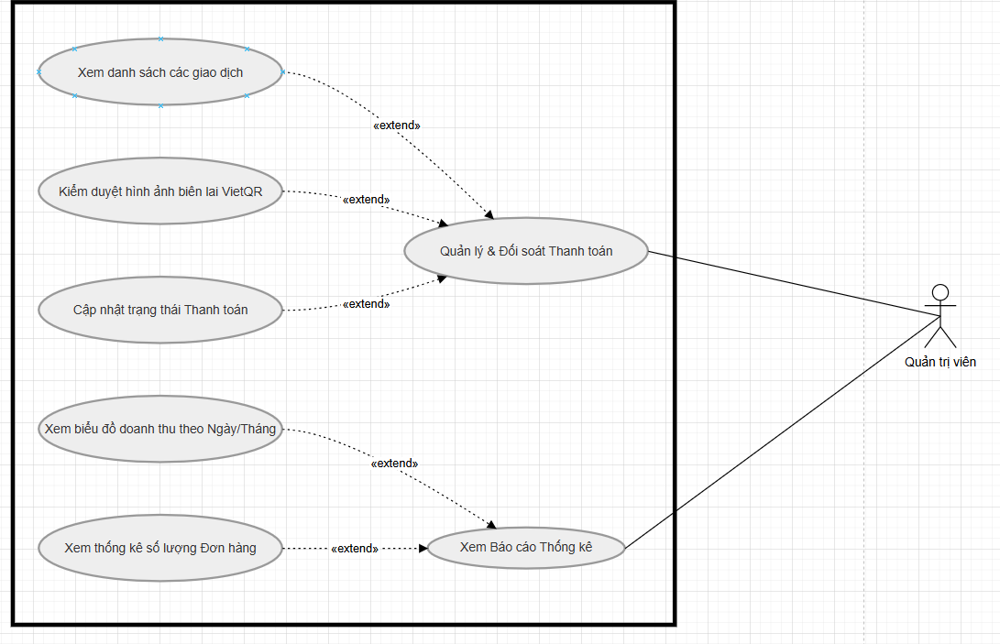 Xem danh sách các giao dịch
«extend»
Kiểm duyệt hình ảnh biên lai VietQR
«extend»
Quản lý & Đối soát Thanh toán
Cập nhật trạng thái Thanh toán
«extend»
Quản trị viên
Xem biểu đồ doanh thu theo Ngày/Tháng
«extend»
Xem thống kê số lượng Đơn hàng
«extend»
Xem Báo cáo Thống kê